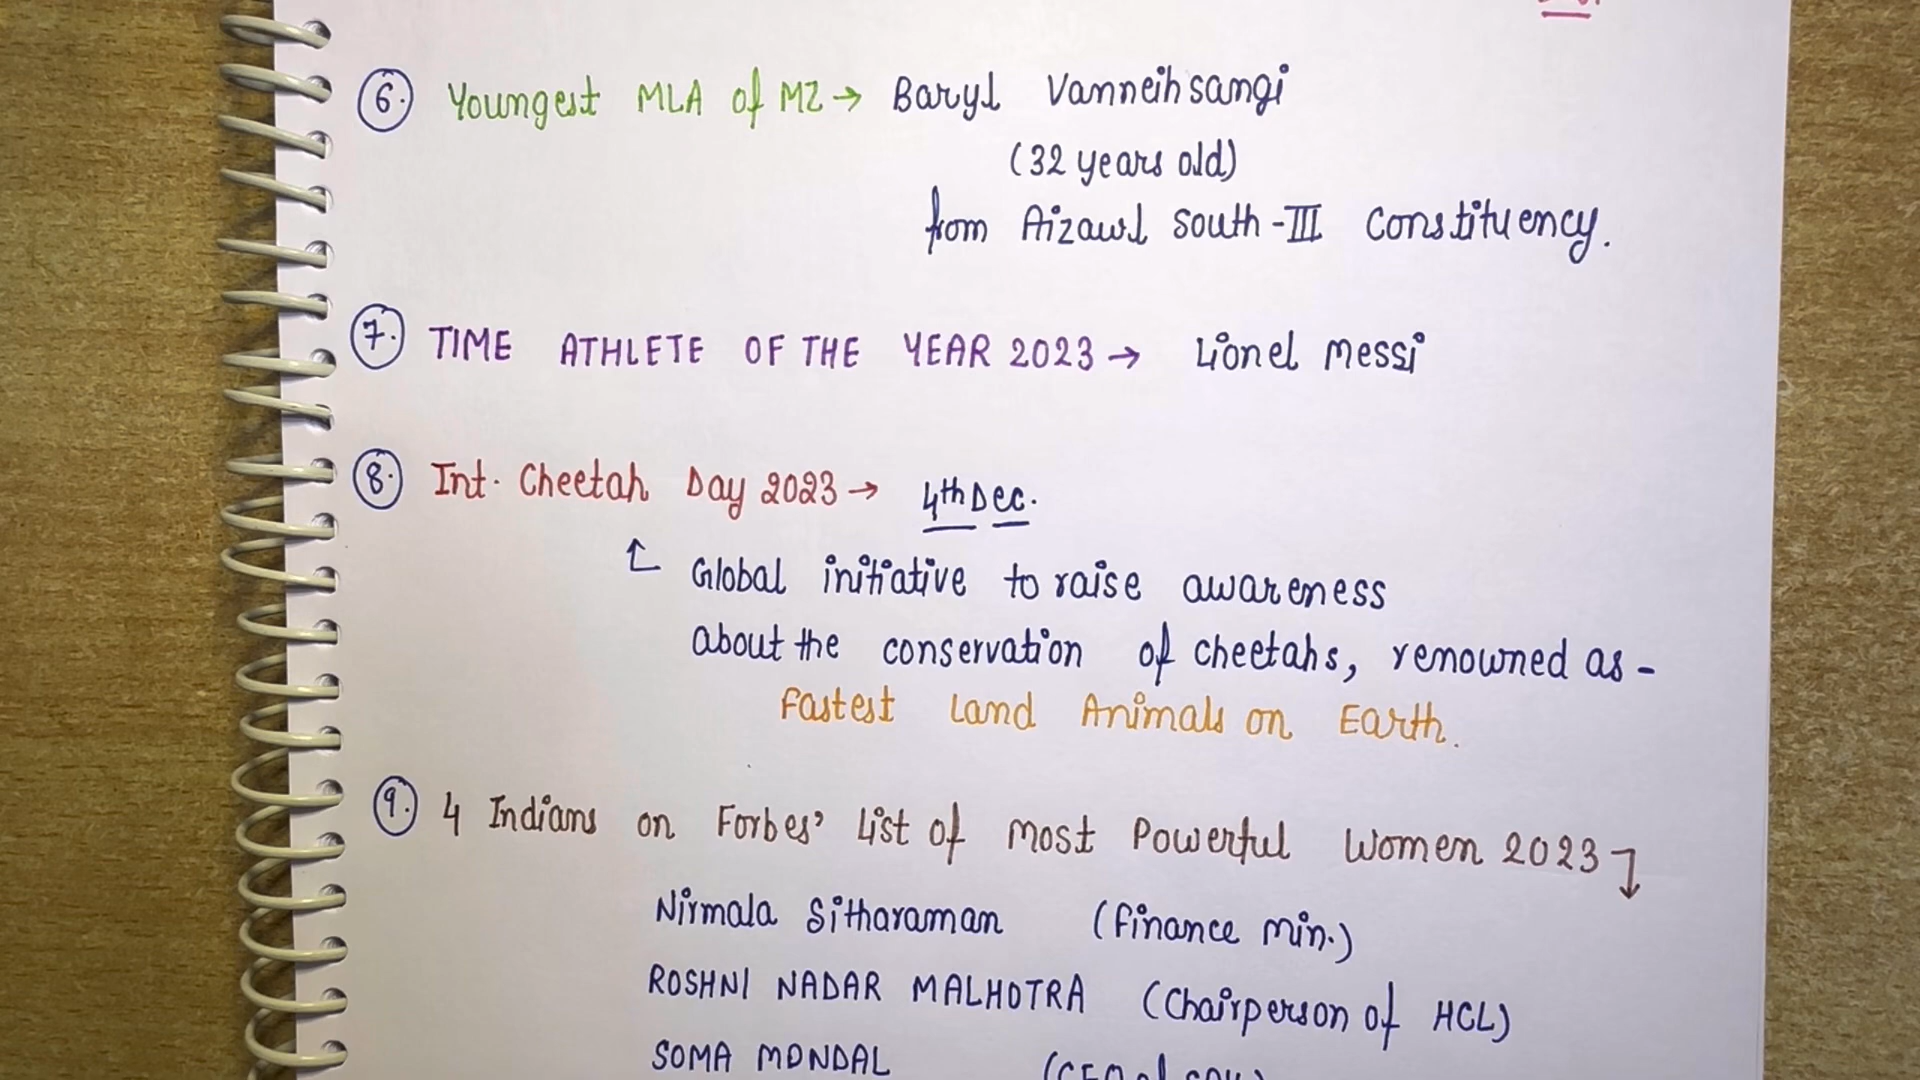 6. Youngest MLA of MZ → Baryl Vanneihsangi
(32 years old)
from Aizawl South-III Constituency.
7. TIME ATHLETE OF THE YEAR 2023 → Lionel Messi
8. Int. Cheetah Day 2023 → 4th Dec.
Global initiative to raise awareness
about the conservation of cheetahs, renowned as -
Fastest Land Animals on Earth.
9. 4 Indians on Forbes' List of Most Powerful Women 2023
Nirmala Sitharaman (Finance Min.)
ROSHNI NADAR MALHOTRA (Chairperson of HCL)
SOMA MONDAL